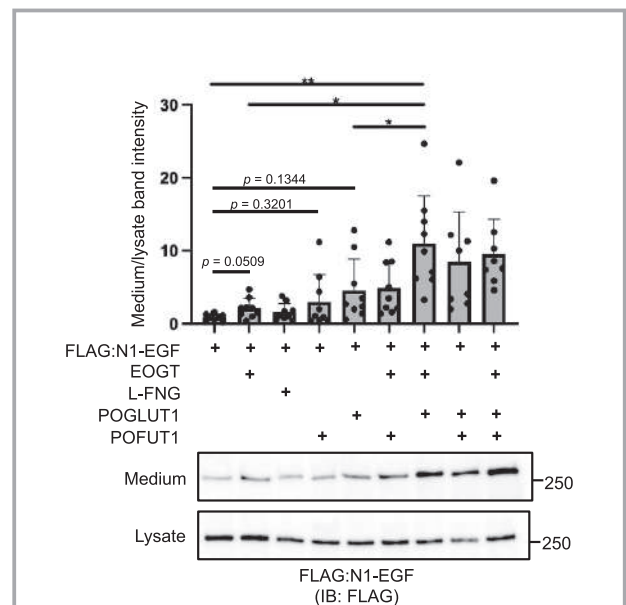 **
*
*
30
20
10
0
Medium/lysate band intensity
p = 0.1344
p = 0.3201
p = 0.0509
FLAG:N1-EGF + + + + + + + + +
EOGT + + + +
L-FNG +
POGLUT1 + + + +
POFUT1 + + + +
Medium 250
Lysate 250
FLAG:N1-EGF
(IB: FLAG)